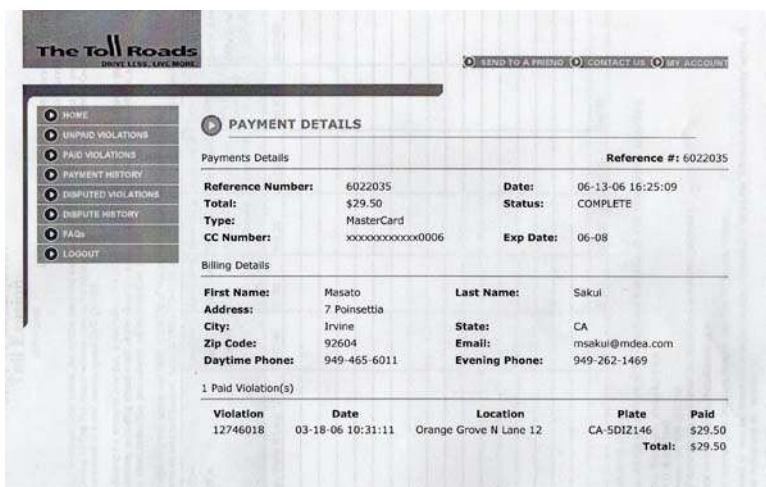 The Toll Roads
DRIVE LESS. LIVE MORE.
SEND TO A FRIEND CONTACT US MY ACCOUNT
HOME
UNPAID VIOLATIONS
PAID VIOLATIONS
PAYMENT HISTORY
DISPUTED VIOLATIONS
DISPUTE HISTORY
FAQs
LOGOUT
PAYMENT DETAILS
Payments Details Reference #: 6022035
Reference Number: 6022035 Date: 06-13-06 16:25:09
Total: $29.50 Status: COMPLETE
Type: MasterCard
CC Number: xxxxxxxxxxxx0006 Exp Date: 06-08
Billing Details
First Name: Masato Last Name: Sakui
Address: 7 Poinsettia
City: Irvine State: CA
Zip Code: 92604 Email: msakui@mdea.com
Daytime Phone: 949-465-6011 Evening Phone: 949-262-1469
1 Paid Violation(s)
Violation Date Location Plate Paid
12746018 03-18-06 10:31:11 Orange Grove N Lane 12 CA-5DIZ146 $29.50
Total: $29.50